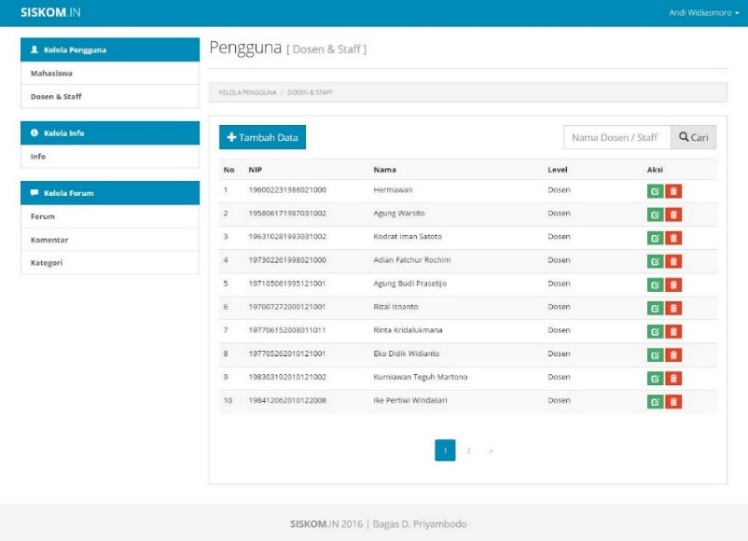 SISKOM.IN
Andi Widiasmoro
Kelola Pengguna
Mahasiswa
Dosen & Staff
Kelola Info
Info
Kelola Forum
Forum
Komentar
Kategori
Pengguna [ Dosen & Staff ]
KELOLA PENGGUNA / DOSEN & STAFF
+ Tambah Data
Nama Dosen / Staff Cari
No NIP Nama Level Aksi
1 196002231986021000 Hermawan Dosen
2 195806171987031002 Agung Warsito Dosen
3 196310281993031002 Kodrat Iman Satoto Dosen
4 197302261998021000 Adian Fatchur Rochim Dosen
5 197105061995121001 Agung Budi Prasetijo Dosen
6 197007272000121001 Rizal Isnanto Dosen
7 197706152008011011 Rinta Kridalukmana Dosen
8 197705262010121001 Eko Didik Widianto Dosen
9 198303192010121002 Kurniawan Teguh Martono Dosen
10 198412062010122008 Ike Pertiwi Windasari Dosen
1 2 »
SISKOM.IN 2016 | Bagas D. Priyambodo